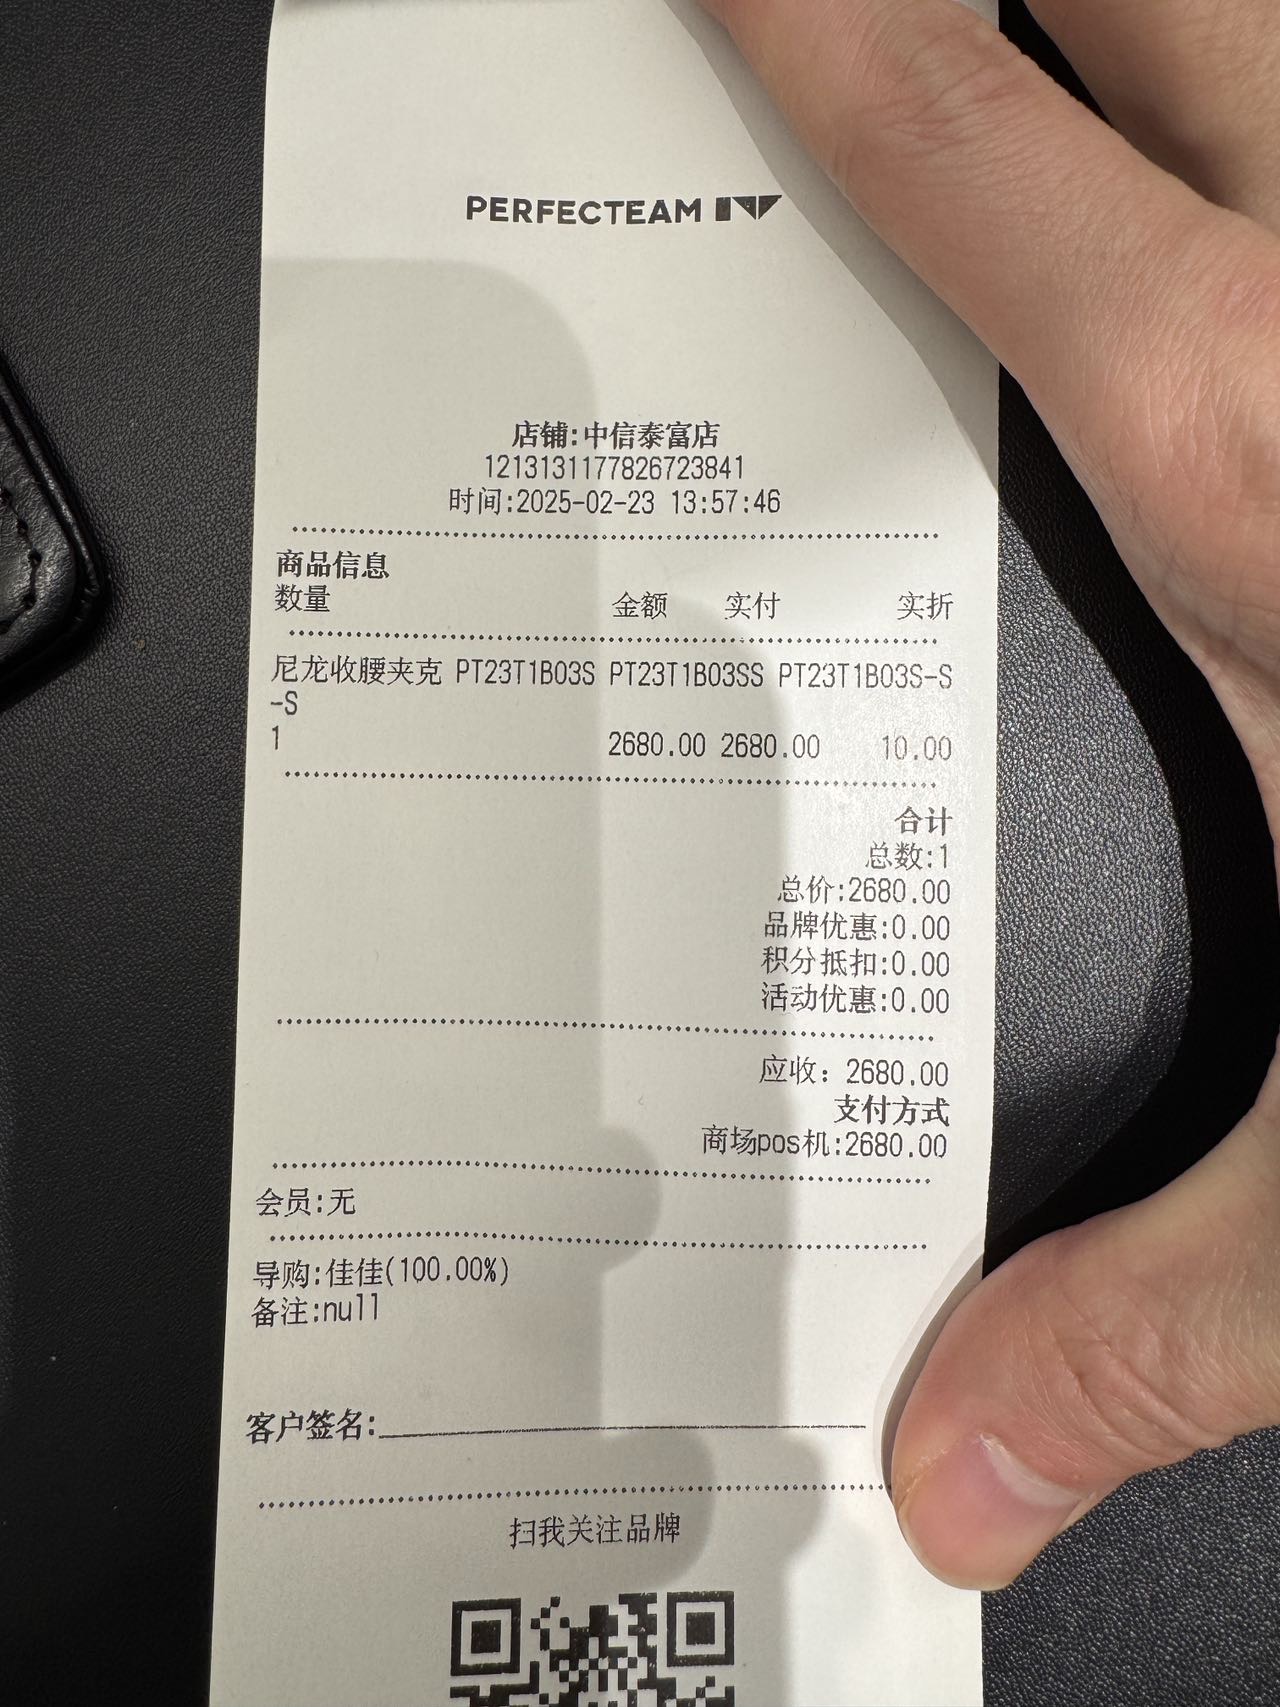 PERFECTEAM
店铺:中信泰富店
1213131177826723841
时间:2025-02-23 13:57:46
商品信息
数量 金额 实付 实折
尼龙收腰夹克 PT23T1B03S PT23T1B03SS PT23T1B03S-S
-S
1 2680.00 2680.00 10.00
合计
总数:1
总价:2680.00
品牌优惠:0.00
积分抵扣:0.00
活动优惠:0.00
应收: 2680.00
支付方式
商场pos机:2680.00
会员:无
导购:佳佳(100.00%)
备注:null
客户签名:
扫我关注品牌